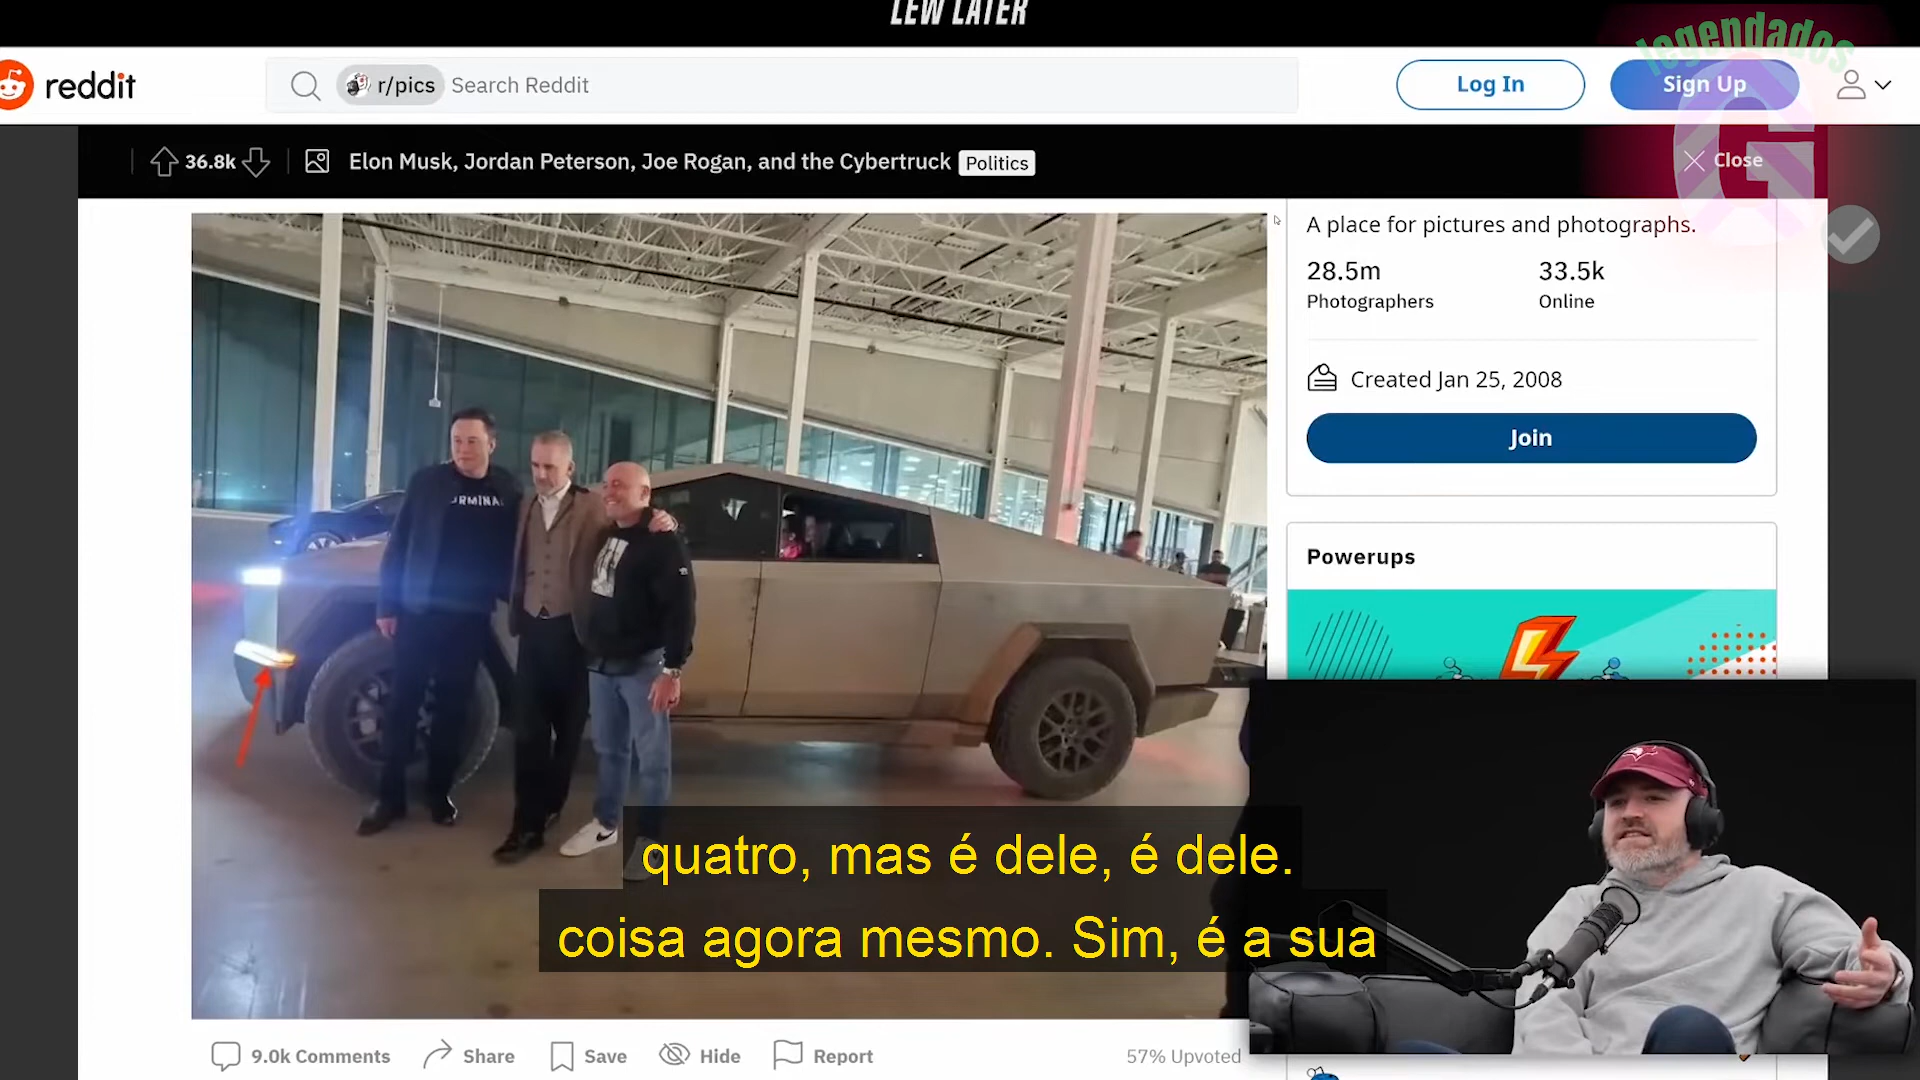 LEW LATER
legendados
G
reddit
r/pics
Search Reddit
Log In
Sign Up
36.8k
Elon Musk, Jordan Peterson, Joe Rogan, and the Cybertruck
Politics
Close
A place for pictures and photographs.
28.5m
33.5k
Photographers
Online
Created Jan 25, 2008
Join
Powerups
ORMINA
quatro, mas é dele, é dele.
coisa agora mesmo. Sim, é a sua
9.0k Comments
Share
Save
Hide
Report
57% Upvoted